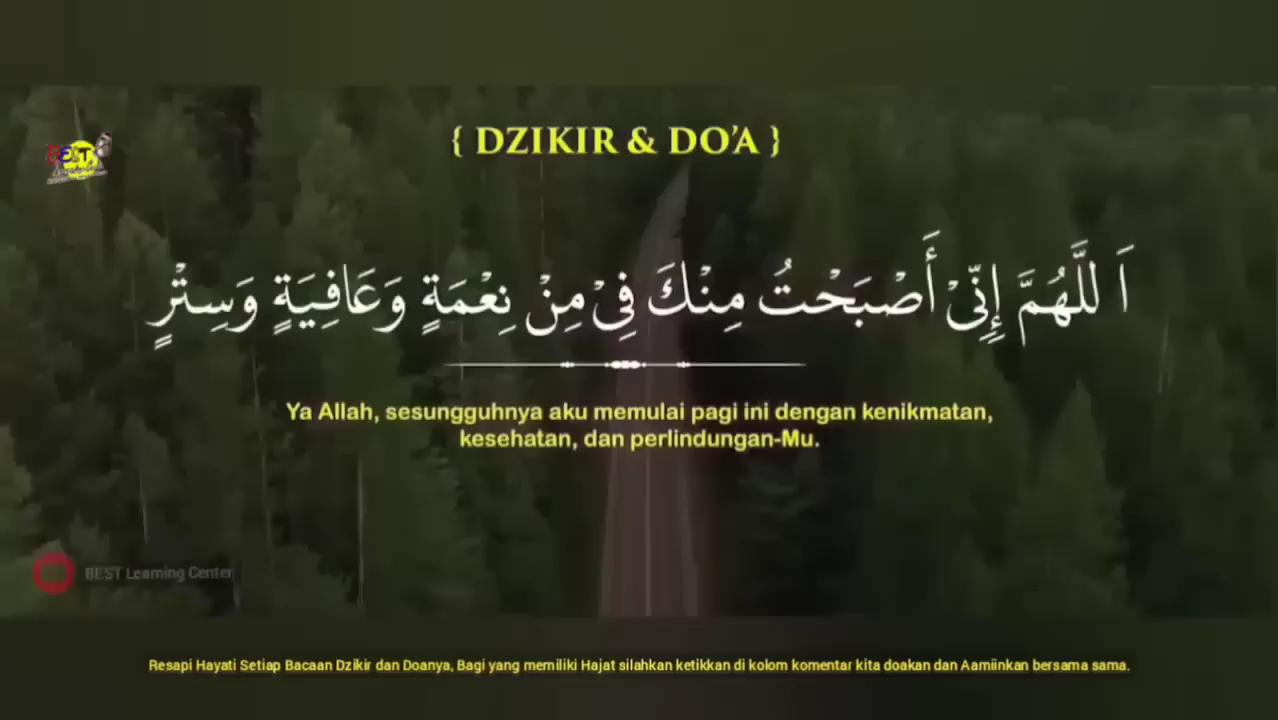 { DZIKIR & DO'A }
اَ للَّهُمَّ إِنِّىْ أَصْبَحْتُ مِنْكَ فِىْ مِنْ نِعْمَةٍ وَعَافِيَةٍ وَسِتْرٍ
Ya Allah, sesungguhnya aku memulai pagi ini dengan kenikmatan,
kesehatan, dan perlindungan-Mu.
BEST Learning Center
Resapi Hayati Setiap Bacaan Dzikir dan Doanya, Bagi yang memiliki Hajat silahkan ketikkan di kolom komentar kita doakan dan Aamiinkan bersama sama.